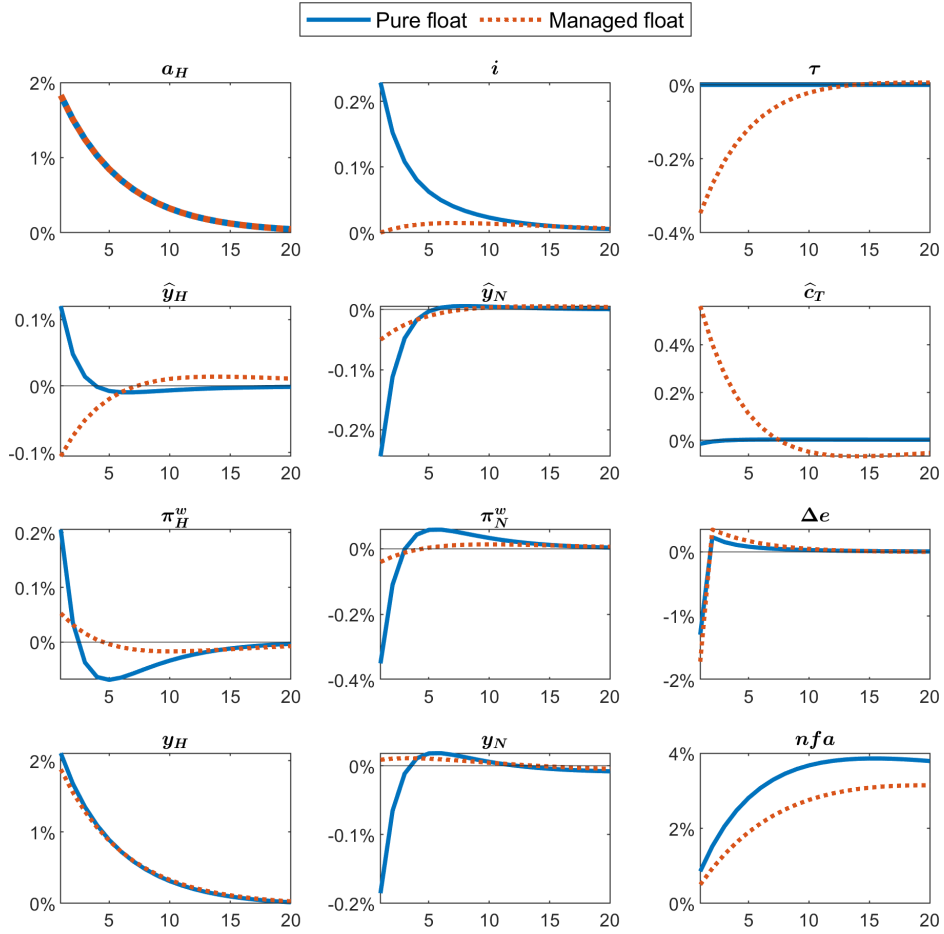 Pure float Managed float
a_H i τ
2% 0.2% 0%
1% 0.1% -0.2%
0% 0% -0.4%
5 10 15 20 5 10 15 20 5 10 15 20
ŷ_H ŷ_N ĉ_T
0.1% 0% 0.4%
0% -0.1% 0.2%
-0.1% -0.2% 0%
5 10 15 20 5 10 15 20 5 10 15 20
π_H^w π_N^w Δe
0.2% 0% 0%
0.1% -0.2% -1%
0% -0.4% -2%
5 10 15 20 5 10 15 20 5 10 15 20
y_H y_N nfa
2% 0% 4%
1% -0.1% 2%
0% -0.2% 0%
5 10 15 20 5 10 15 20 5 10 15 20